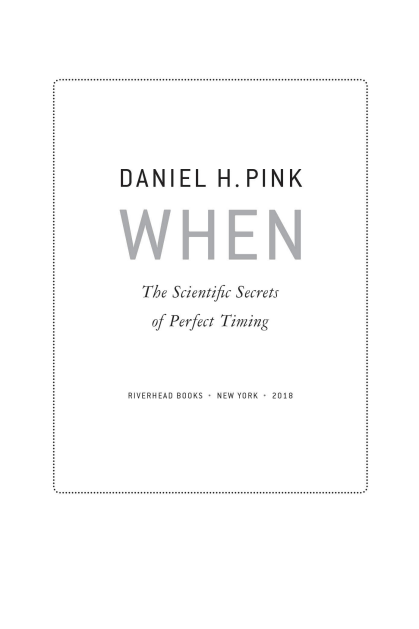 DANIEL H. PINK
WHEN
The Scientific Secrets
of Perfect Timing
RIVERHEAD BOOKS • NEW YORK • 2018